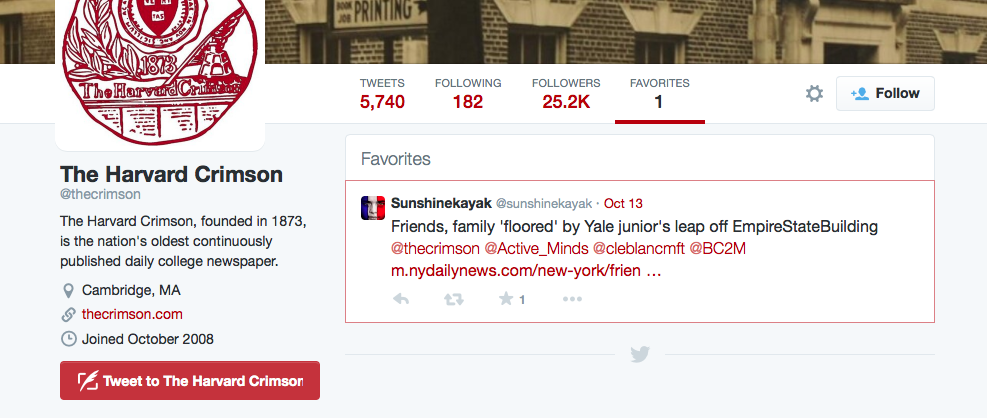 BOOK
JOB PRINTING
VE RI
TAS
1873
The Harvard Crimson
TWEETS
5,740
FOLLOWING
182
FOLLOWERS
25.2K
FAVORITES
1
Follow
The Harvard Crimson
@thecrimson
The Harvard Crimson, founded in 1873,
is the nation's oldest continuously
published daily college newspaper.
Cambridge, MA
thecrimson.com
Joined October 2008
Tweet to The Harvard Crimson
Favorites
Sunshinekayak @sunshinekayak · Oct 13
Friends, family 'floored' by Yale junior's leap off EmpireStateBuilding
@thecrimson @Active_Minds @cleblancmft @BC2M
m.nydailynews.com/new-york/frien …
1